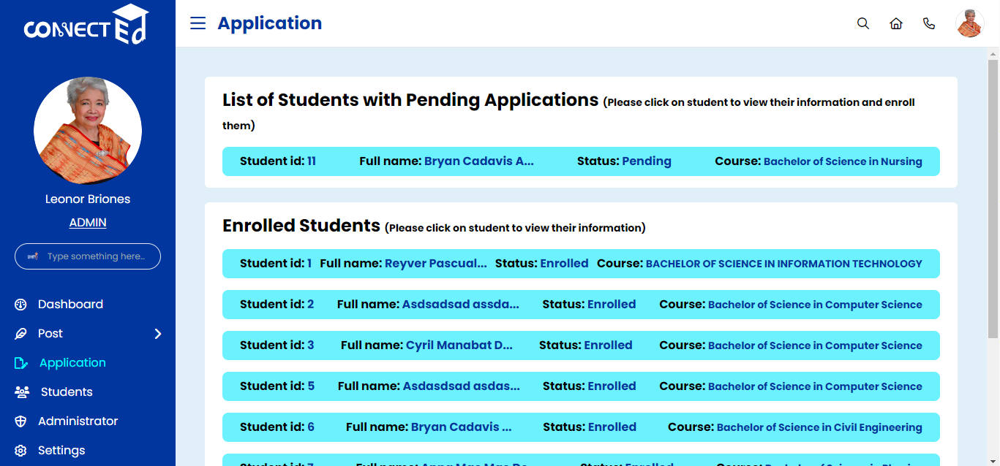 CONNECT Ed
Application
Leonor Briones
ADMIN
Type something here...
Dashboard
Post
Application
Students
Administrator
Settings
List of Students with Pending Applications (Please click on student to view their information and enroll
them)
Student id: 11 Full name: Bryan Cadavis A... Status: Pending Course: Bachelor of Science in Nursing
Enrolled Students (Please click on student to view their information)
Student id: 1 Full name: Reyver Pascual... Status: Enrolled Course: BACHELOR OF SCIENCE IN INFORMATION TECHNOLOGY
Student id: 2 Full name: Asdsadsad assda... Status: Enrolled Course: Bachelor of Science in Computer Science
Student id: 3 Full name: Cyril Manabat D... Status: Enrolled Course: Bachelor of Science in Computer Science
Student id: 5 Full name: Asdasdsad asdas... Status: Enrolled Course: Bachelor of Science in Computer Science
Student id: 6 Full name: Bryan Cadavis ... Status: Enrolled Course: Bachelor of Science in Civil Engineering
Student id: 7 Full name: Status: Enrolled Course: Bachelor of Science in